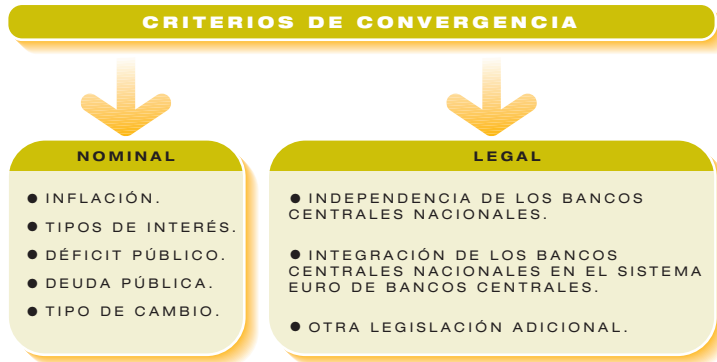 CRITERIOS DE CONVERGENCIA
NOMINAL
● INFLACIÓN.
● TIPOS DE INTERÉS.
● DÉFICIT PÚBLICO.
● DEUDA PÚBLICA.
● TIPO DE CAMBIO.
LEGAL
● INDEPENDENCIA DE LOS BANCOS
CENTRALES NACIONALES.
● INTEGRACIÓN DE LOS BANCOS
CENTRALES NACIONALES EN EL SISTEMA
EURO DE BANCOS CENTRALES.
● OTRA LEGISLACIÓN ADICIONAL.